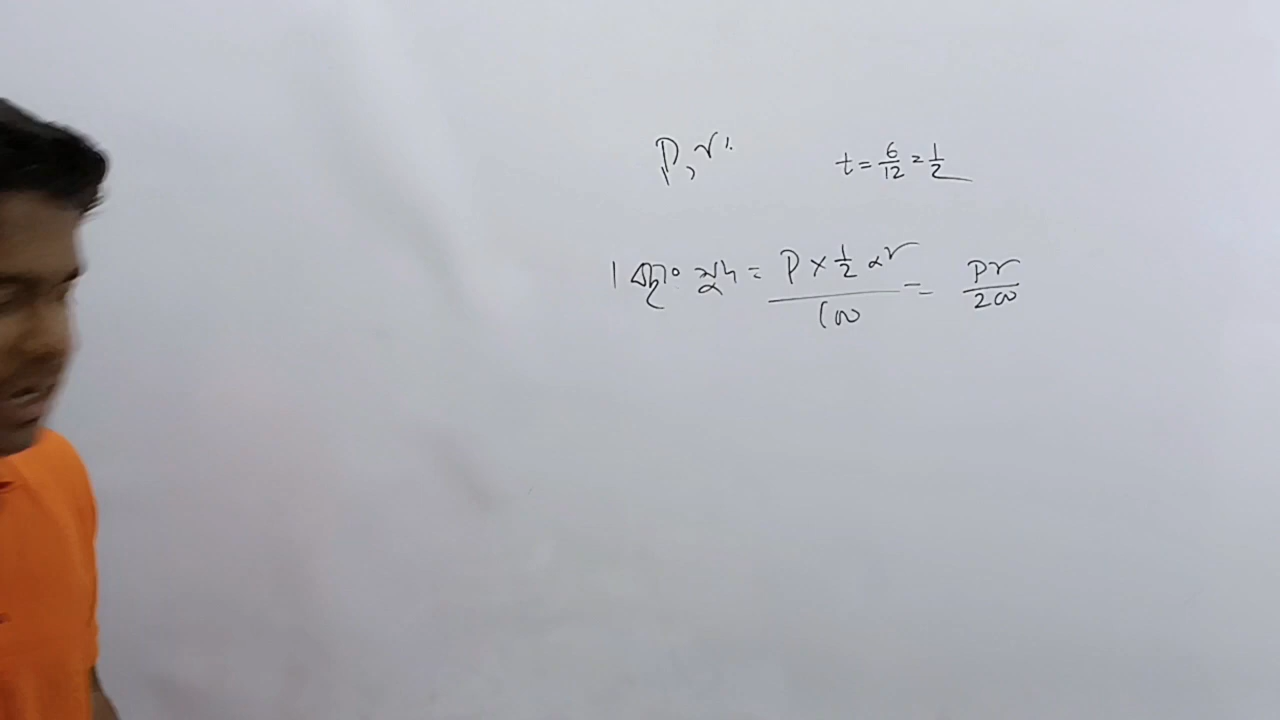 P, r%
t = 6/12 = 1/2
1 সুদ = P × 1/2 × r / 100 = Pr / 200